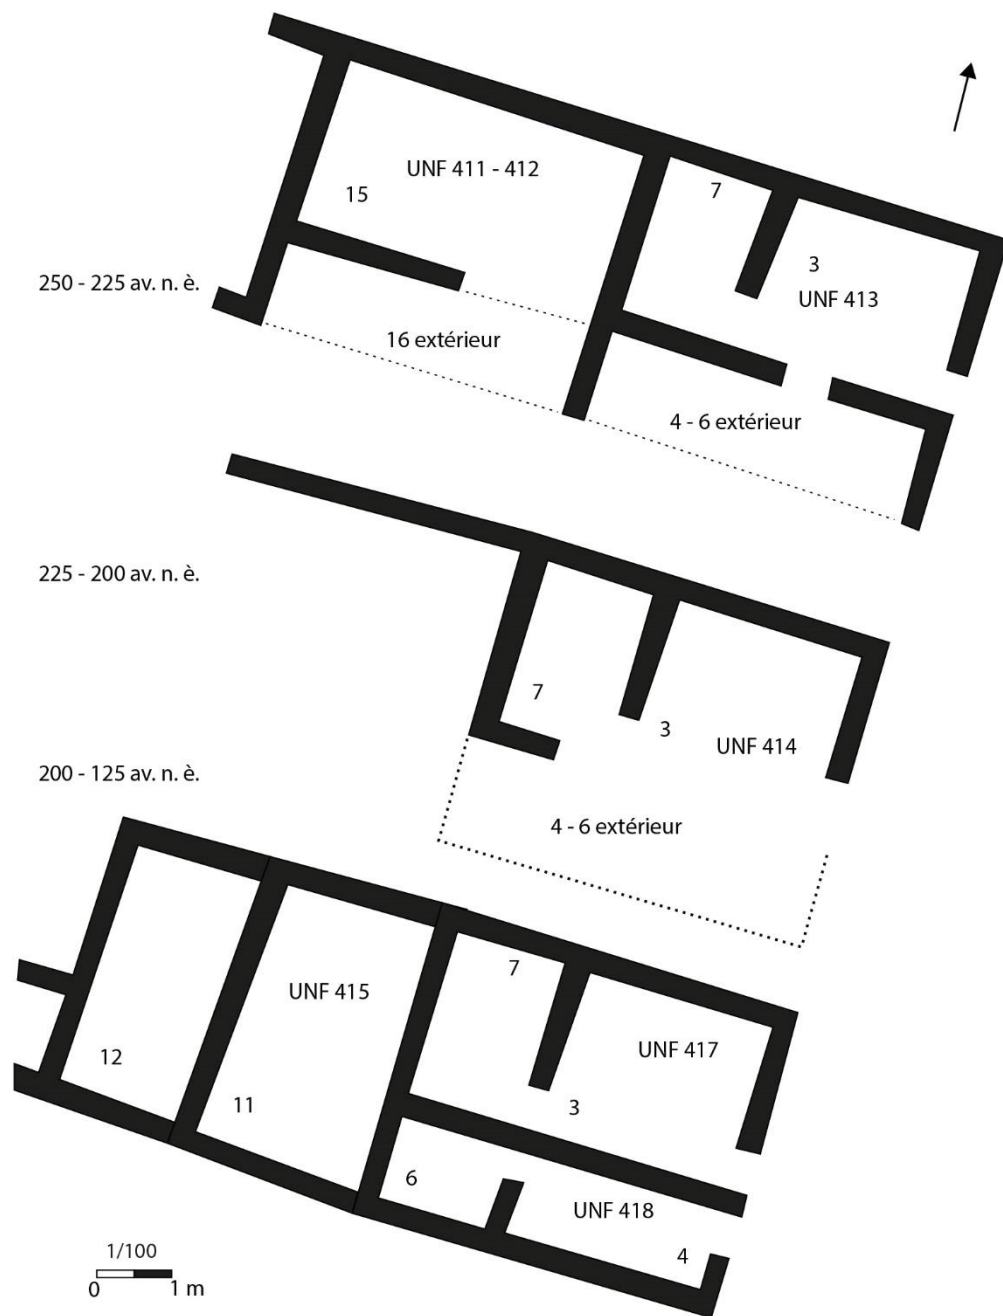 UNF 411 - 412
7
15
3
250 - 225 av. n. è.
UNF 413
16 extérieur
4 - 6 extérieur
225 - 200 av. n. è.
7
3
UNF 414
200 - 125 av. n. è.
4 - 6 extérieur
7
UNF 415
UNF 417
12
11
3
6
UNF 418
4
1/100
0 1 m